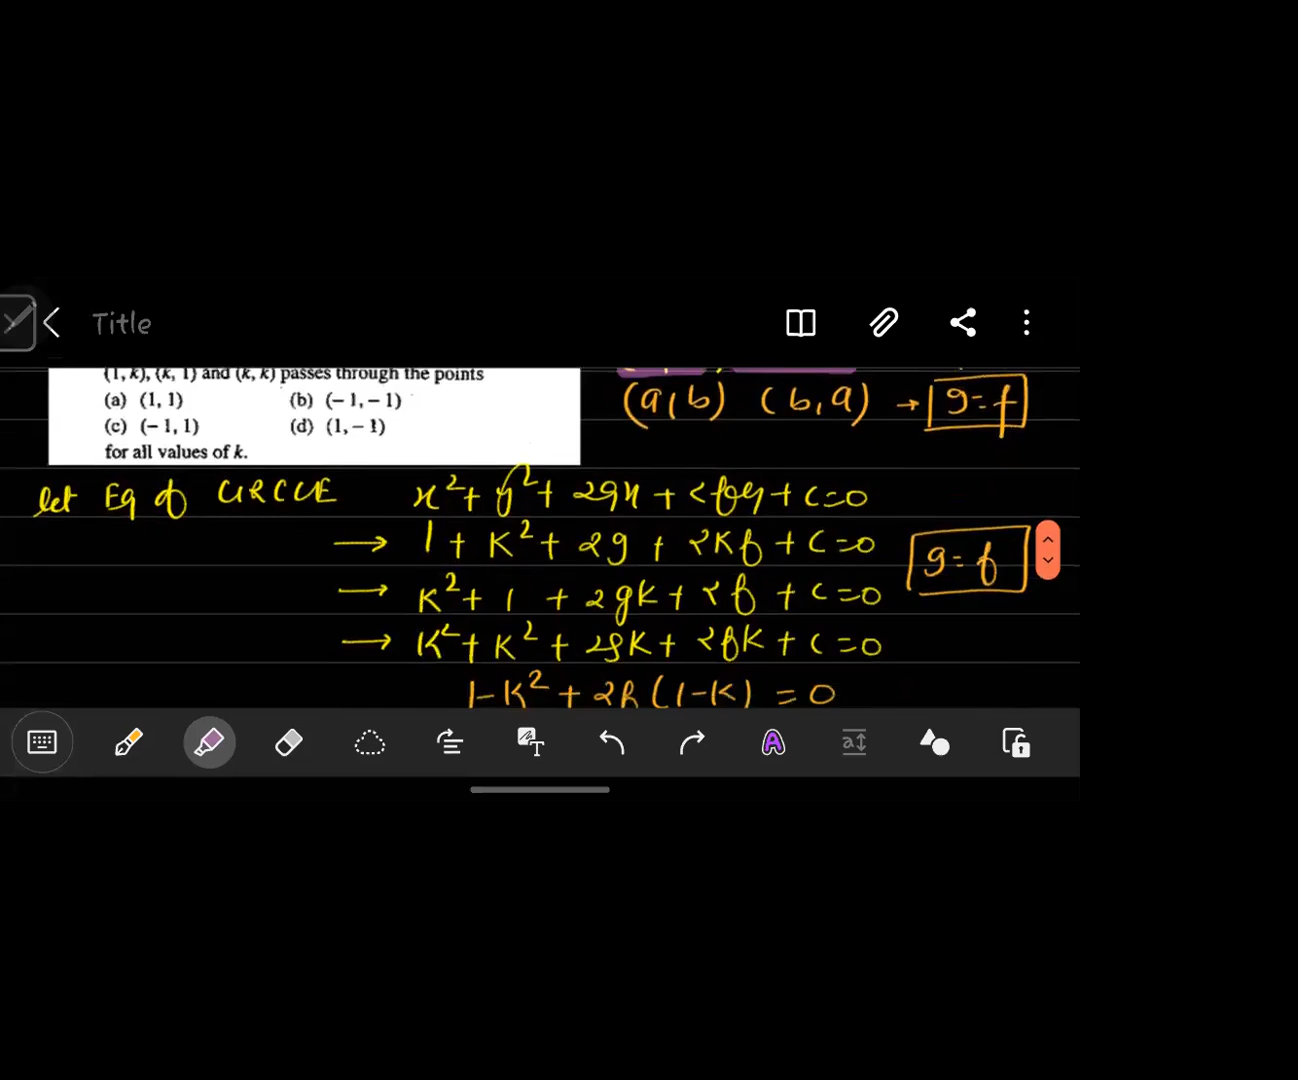 Title
(1, k), (k, 1) and (k, k) passes through the points
(a) (1, 1) (b) (– 1, – 1)
(c) (– 1, 1) (d) (1, – 1)
for all values of k.
(a,b) (b,a) → g=f
let Eq of CIRCLE x²+ y²+ 2gx + 2fy + c=0
→ 1 + K²+ 2g + 2Kf + c=0 g=f
→ K²+ 1 + 2gK + 2f + c=0
→ K²+ K² + 2gK + 2fK + c=0
1-K² + 2f (1-K) = 0